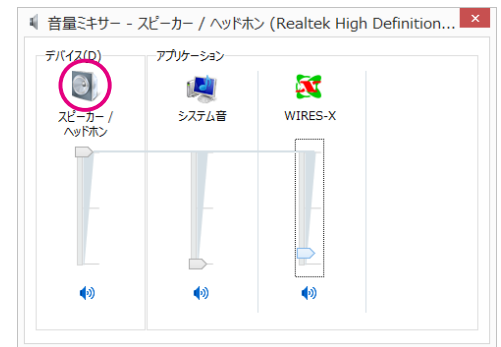 音量ミキサー - スピーカー / ヘッドホン (Realtek High Definition...
デバイス(D)
アプリケーション
スピーカー /
ヘッドホン
システム音
WIRES-X